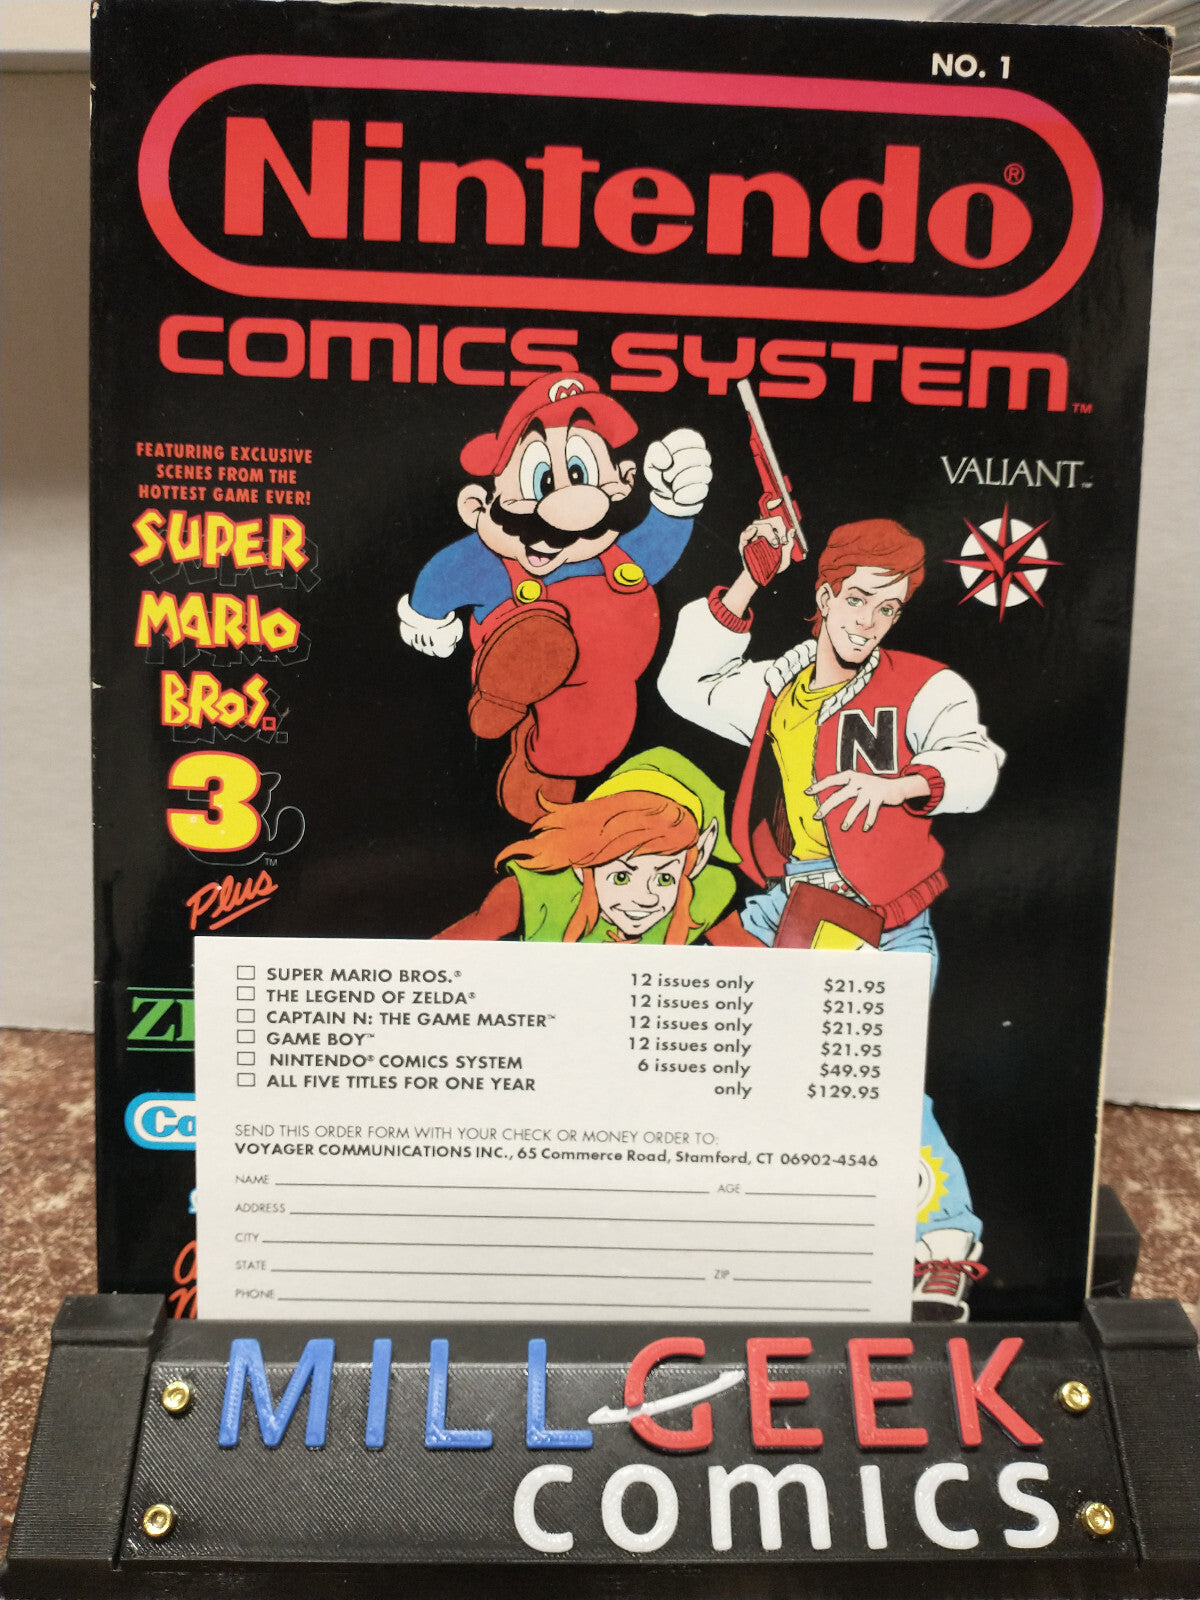 NO. 1
Nintendo®
COMICS SYSTEM™
FEATURING EXCLUSIVE
SCENES FROM THE
HOTTEST GAME EVER!
SUPER
MARIO
BROS.
3™
Plus
VALIANT™
M
N
☐ SUPER MARIO BROS.® 12 issues only $21.95
☐ THE LEGEND OF ZELDA® 12 issues only $21.95
☐ CAPTAIN N: THE GAME MASTER™ 12 issues only $21.95
☐ GAME BOY™ 12 issues only $21.95
☐ NINTENDO® COMICS SYSTEM 6 issues only $49.95
☐ ALL FIVE TITLES FOR ONE YEAR only $129.95
SEND THIS ORDER FORM WITH YOUR CHECK OR MONEY ORDER TO:
VOYAGER COMMUNICATIONS INC., 65 Commerce Road, Stamford, CT 06902-4546
NAME AGE
ADDRESS
CITY
STATE ZIP
PHONE
MILL GEEK
COMICS